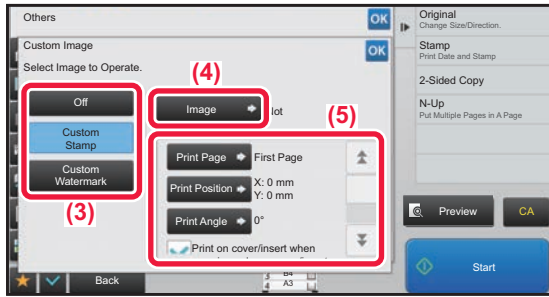 Others
OK
Custom Image
OK
Select Image to Operate.
(4)
Off
Image
lot
(5)
Custom
Stamp
Print Page
First Page
Custom
Watermark
Print Position
X: 0 mm
Y: 0 mm
(3)
Print Angle
0°
Print on cover/insert when
Back
3 B4
4 A3
Original
Change Size/Direction.
Stamp
Print Date and Stamp
2-Sided Copy
N-Up
Put Multiple Pages in A Page
Preview
CA
Start